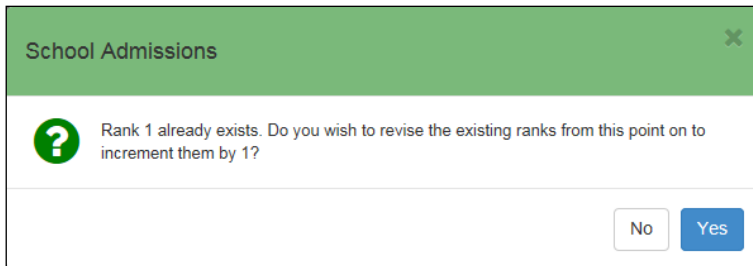 School Admissions
Rank 1 already exists. Do you wish to revise the existing ranks from this point on to
increment them by 1?
No
Yes